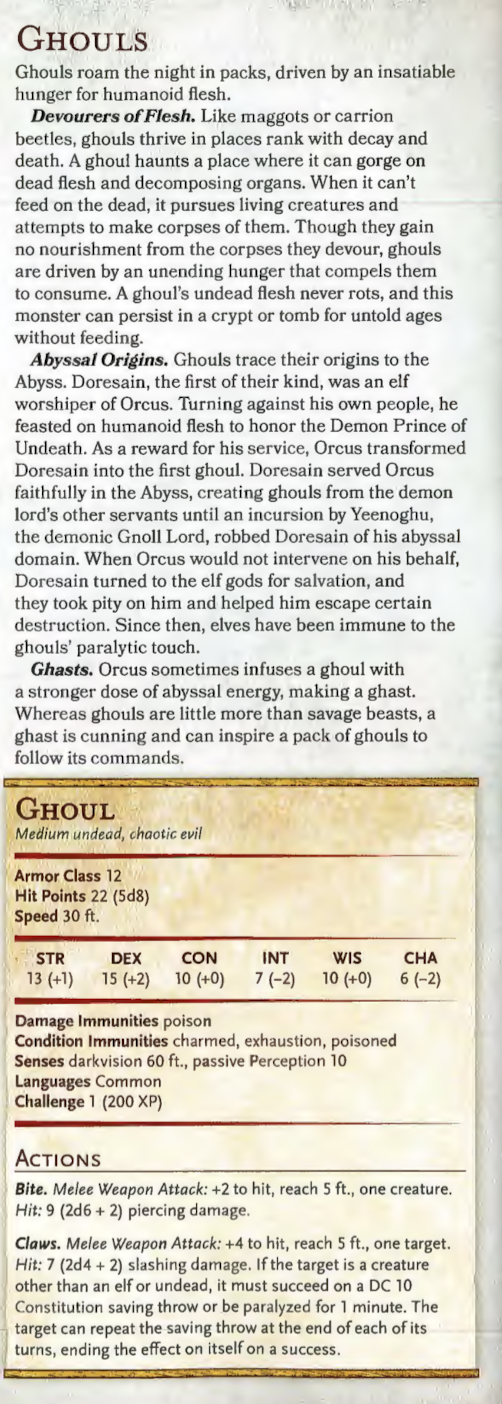 GHOULS
Ghouls roam the night in packs, driven by an insatiable
hunger for humanoid flesh.
Devourers of Flesh. Like maggots or carrion
beetles, ghouls thrive in places rank with decay and
death. A ghoul haunts a place where it can gorge on
dead flesh and decomposing organs. When it can't
feed on the dead, it pursues living creatures and
attempts to make corpses of them. Though they gain
no nourishment from the corpses they devour, ghouls
are driven by an unending hunger that compels them
to consume. A ghoul's undead flesh never rots, and this
monster can persist in a crypt or tomb for untold ages
without feeding.
Abyssal Origins. Ghouls trace their origins to the
Abyss. Doresain, the first of their kind, was an elf
worshiper of Orcus. Turning against his own people, he
feasted on humanoid flesh to honor the Demon Prince of
Undeath. As a reward for his service, Orcus transformed
Doresain into the first ghoul. Doresain served Orcus
faithfully in the Abyss, creating ghouls from the demon
lord's other servants until an incursion by Yeenoghu,
the demonic Gnoll Lord, robbed Doresain of his abyssal
domain. When Orcus would not intervene on his behalf,
Doresain turned to the elf gods for salvation, and
they took pity on him and helped him escape certain
destruction. Since then, elves have been immune to the
ghouls' paralytic touch.
Ghasts. Orcus sometimes infuses a ghoul with
a stronger dose of abyssal energy, making a ghast.
Whereas ghouls are little more than savage beasts, a
ghast is cunning and can inspire a pack of ghouls to
follow its commands.
GHOUL
Medium undead, chaotic evil
Armor Class 12
Hit Points 22 (5d8)
Speed 30 ft.
STR DEX CON INT WIS CHA
13 (+1) 15 (+2) 10 (+0) 7 (−2) 10 (+0) 6 (−2)
Damage Immunities poison
Condition Immunities charmed, exhaustion, poisoned
Senses darkvision 60 ft., passive Perception 10
Languages Common
Challenge 1 (200 XP)
ACTIONS
Bite. Melee Weapon Attack: +2 to hit, reach 5 ft., one creature.
Hit: 9 (2d6 + 2) piercing damage.
Claws. Melee Weapon Attack: +4 to hit, reach 5 ft., one target.
Hit: 7 (2d4 + 2) slashing damage. If the target is a creature
other than an elf or undead, it must succeed on a DC 10
Constitution saving throw or be paralyzed for 1 minute. The
target can repeat the saving throw at the end of each of its
turns, ending the effect on itself on a success.